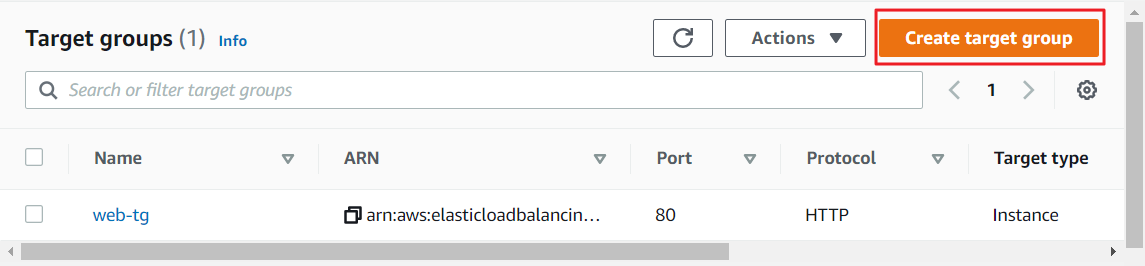 Target groups (1) Info
Actions
Create target group
Search or filter target groups
1
Name ARN Port Protocol Target type
web-tg arn:aws:elasticloadbalancin... 80 HTTP Instance